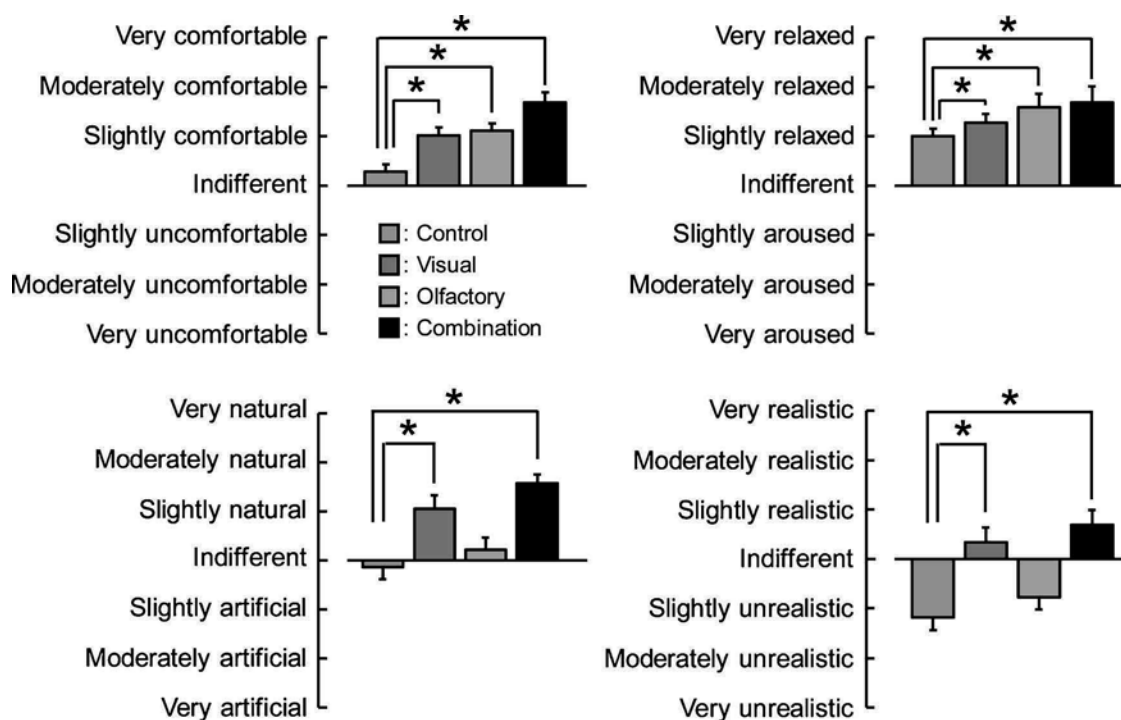 Very comfortable
Moderately comfortable
Slightly comfortable
Indifferent
Slightly uncomfortable
Moderately uncomfortable
Very uncomfortable
*
*
*
: Control
: Visual
: Olfactory
: Combination
Very relaxed
Moderately relaxed
Slightly relaxed
Indifferent
Slightly aroused
Moderately aroused
Very aroused
*
*
*
Very natural
Moderately natural
Slightly natural
Indifferent
Slightly artificial
Moderately artificial
Very artificial
*
*
Very realistic
Moderately realistic
Slightly realistic
Indifferent
Slightly unrealistic
Moderately unrealistic
Very unrealistic
*
*